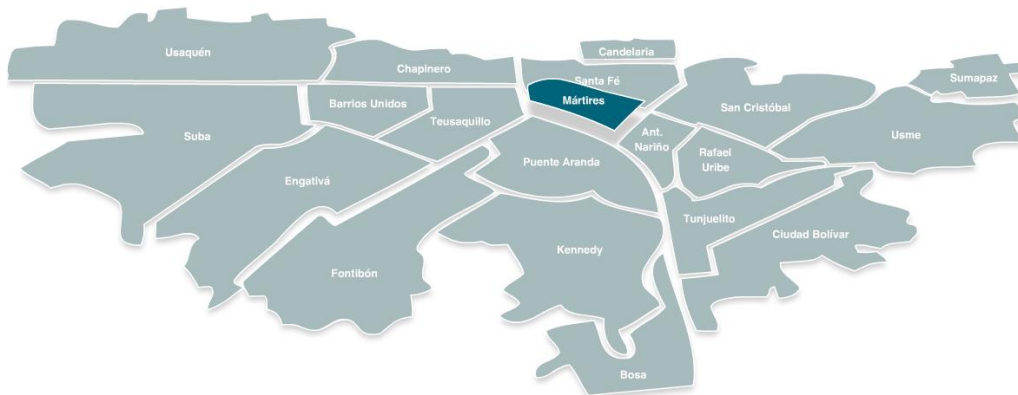 Usaquén
Candelaria
Chapinero
Santa Fé
Sumapaz
Mártires
Barrios Unidos
San Cristóbal
Teusaquillo
Suba
Ant.
Nariño
Usme
Rafael
Uribe
Puente Aranda
Engativá
Tunjuelito
Ciudad Bolívar
Kennedy
Fontibón
Bosa